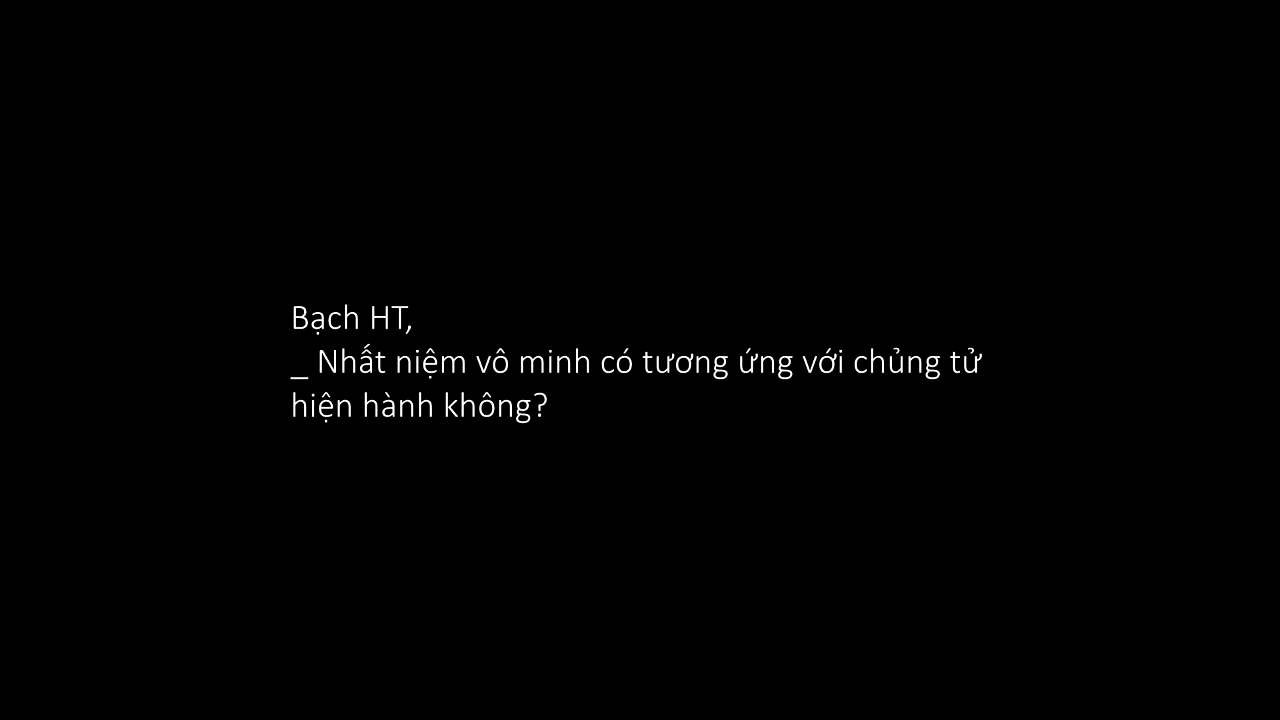 Bạch HT,
_ Nhất niệm vô minh có tương ứng với chủng tử
hiện hành không?